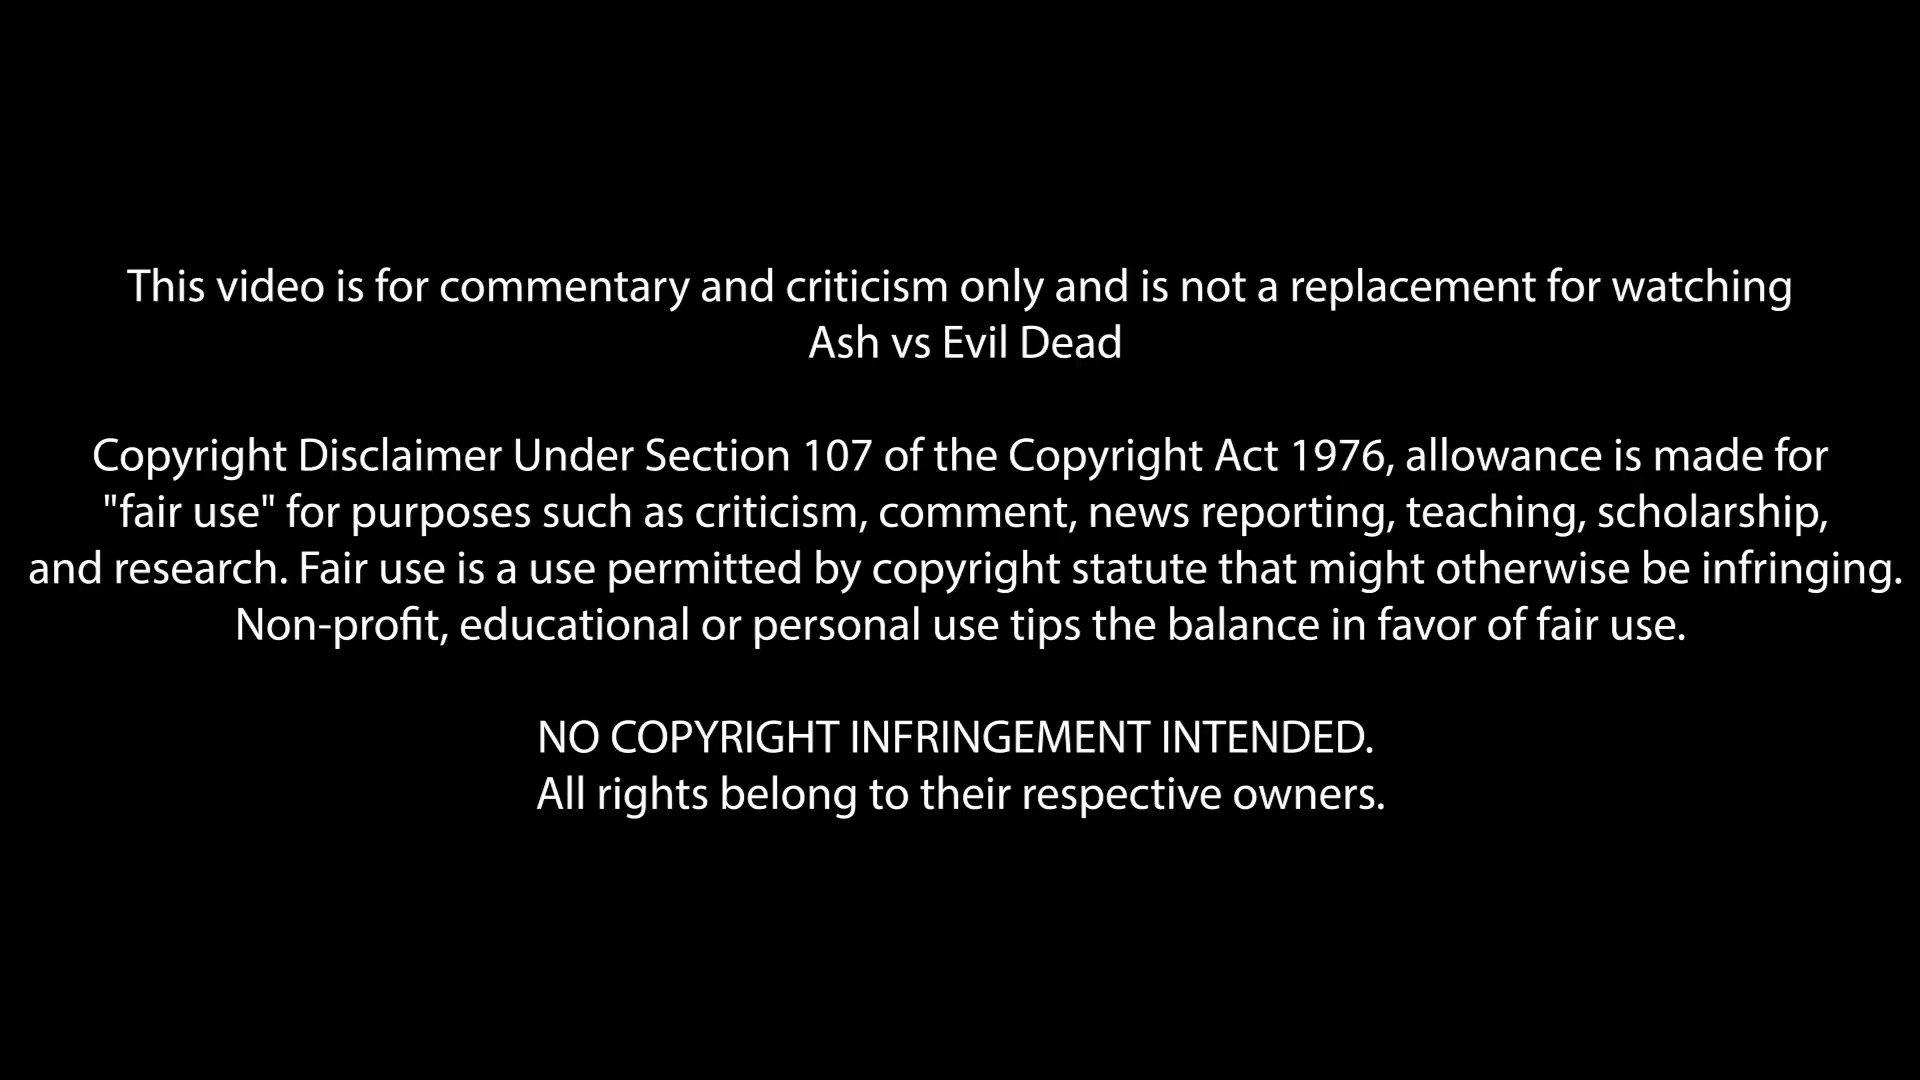 This video is for commentary and criticism only and is not a replacement for watching
Ash vs Evil Dead
Copyright Disclaimer Under Section 107 of the Copyright Act 1976, allowance is made for
"fair use" for purposes such as criticism, comment, news reporting, teaching, scholarship,
and research. Fair use is a use permitted by copyright statute that might otherwise be infringing.
Non-profit, educational or personal use tips the balance in favor of fair use.
NO COPYRIGHT INFRINGEMENT INTENDED.
All rights belong to their respective owners.